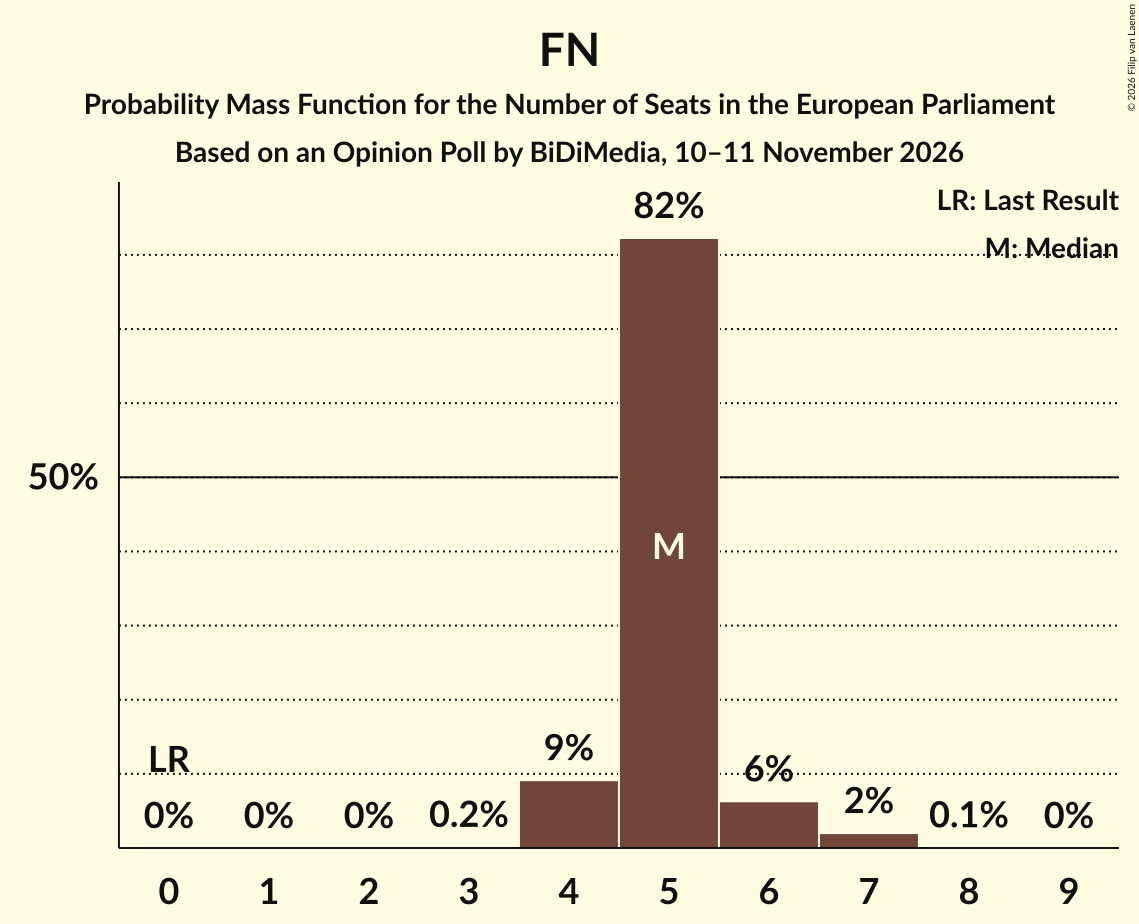 FN
Probability Mass Function for the Number of Seats in the European Parliament
Based on an Opinion Poll by BiDiMedia, 10–11 November 2026
© 2026 Filip van Laenen
LR: Last Result
M: Median
82%
50%
M
LR
9%
6%
2%
0% 0% 0% 0.2% 0.1% 0%
0 1 2 3 4 5 6 7 8 9